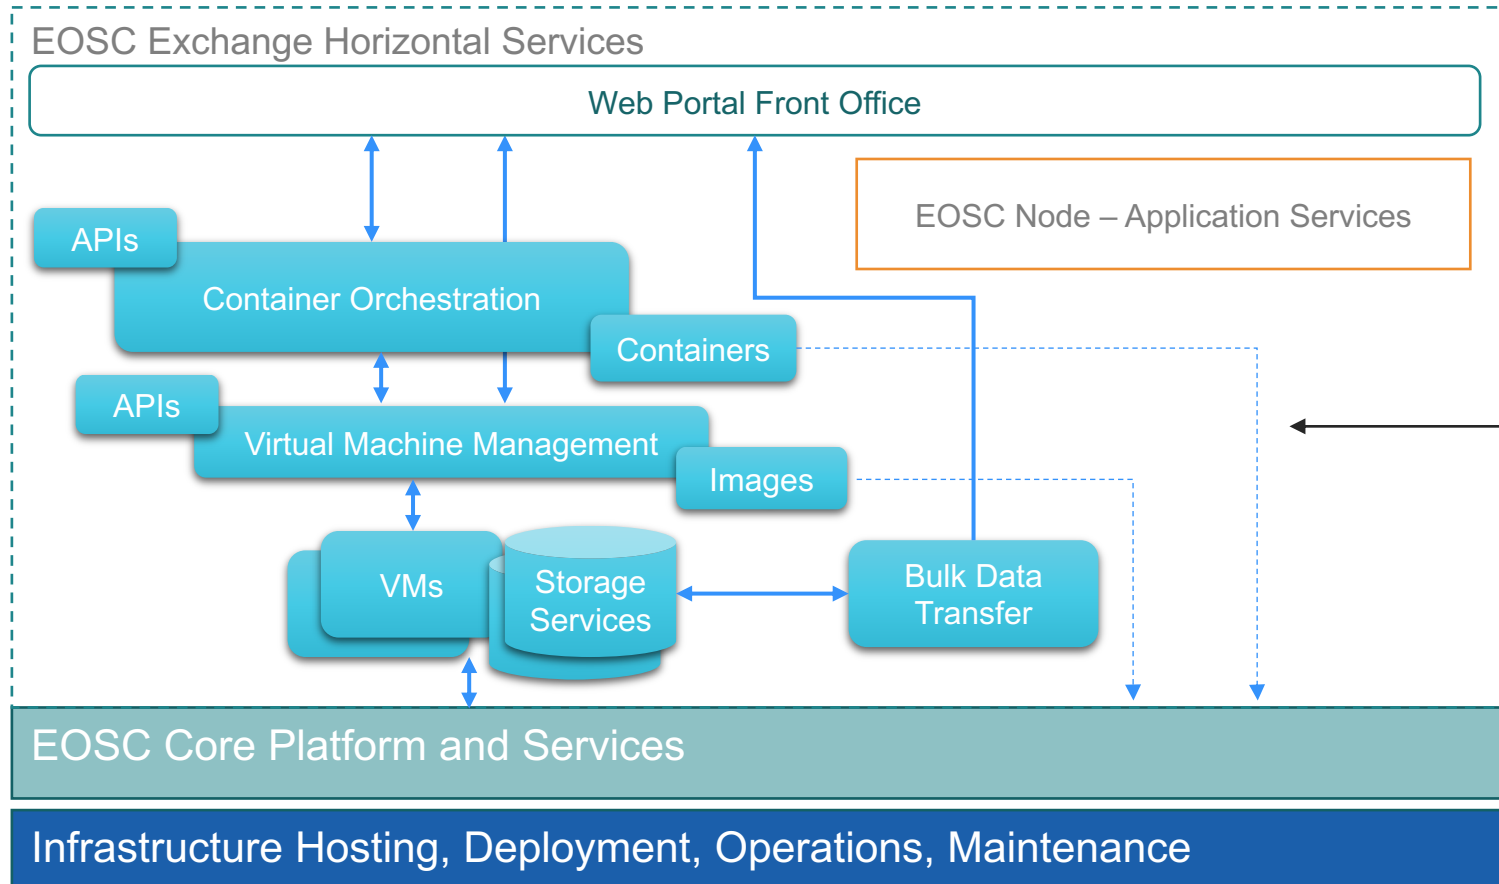 EOSC Exchange Horizontal Services
Web Portal Front Office
EOSC Node – Application Services
APIs
Container Orchestration
Containers
APIs
Virtual Machine Management
Images
VMs
Storage
Services
Bulk Data
Transfer
EOSC Core Platform and Services
Infrastructure Hosting, Deployment, Operations, Maintenance